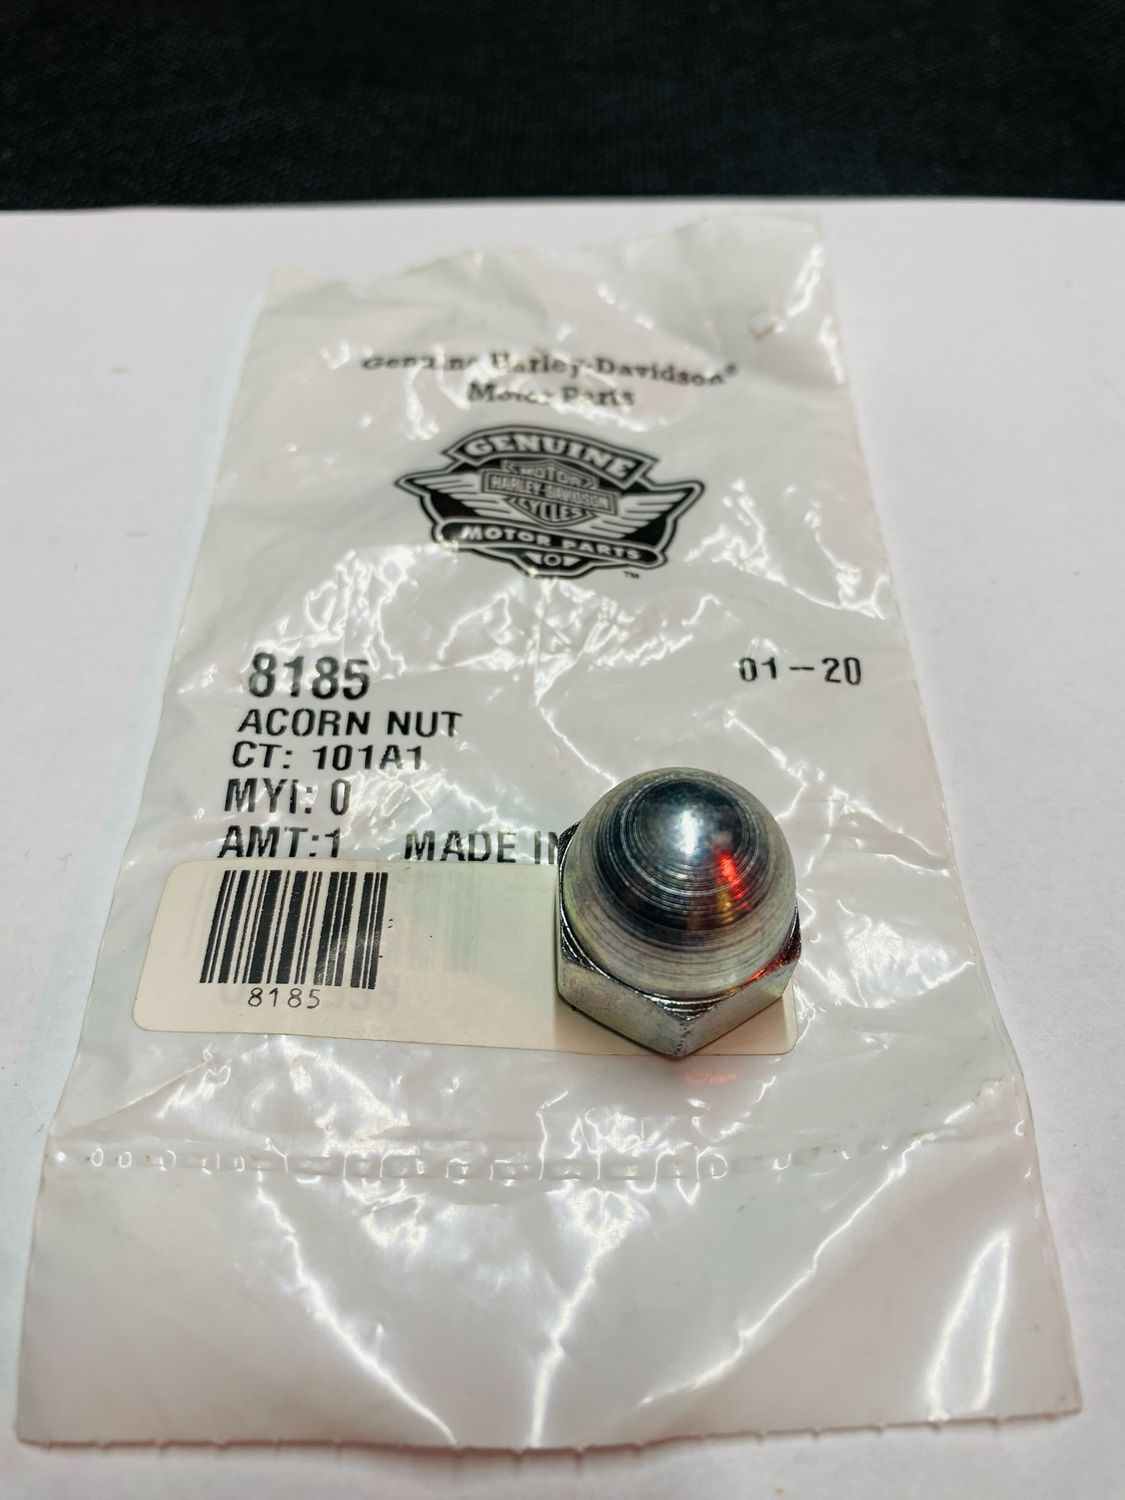 Genuine Harley-Davidson®
Motor Parts
GENUINE
MOTOR
HARLEY-DAVIDSON
CYCLES
MOTOR PARTS
™
8185
01-20
ACORN NUT
CT: 101A1
MYI: 0
AMT:1 MADE IN
8185